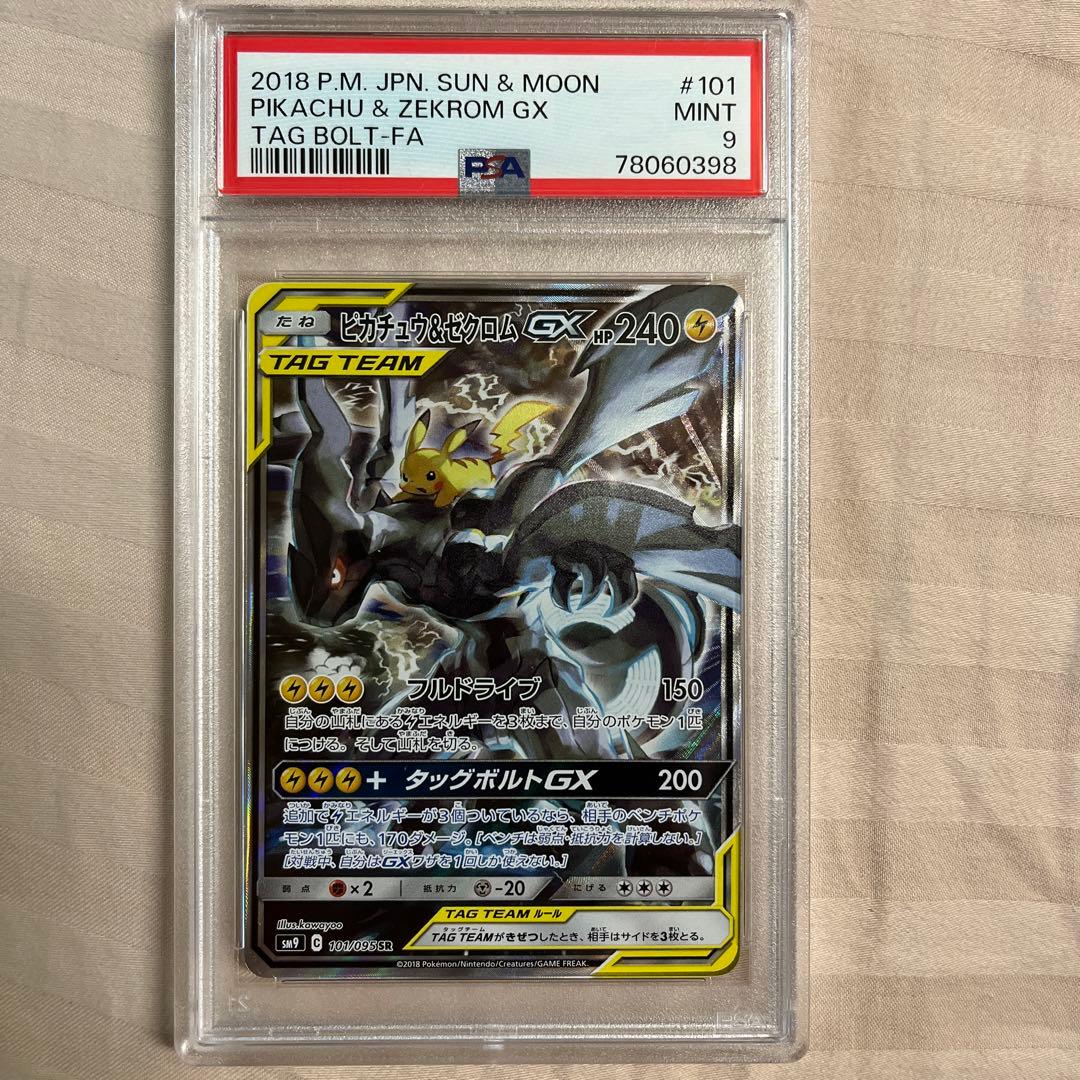 2018 P.M. JPN. SUN & MOON #101
PIKACHU & ZEKROM GX MINT
TAG BOLT-FA 9
PSA 78060398
たね ピカチュウ&ゼクロム GX HP 240
TAG TEAM
フルドライブ 150
自分の山札にあるエネルギーを3枚まで、自分のポケモン1匹
につける。そして山札を切る。
+ タッグボルトGX 200
追加でエネルギーが3個ついているなら、相手のベンチポケ
モン1匹にも、170ダメージ。[ベンチは弱点・抵抗力を計算しない。]
[対戦中、自分はGXワザを1回しか使えない。]
弱点 ×2 抵抗力 -20 にげる
TAG TEAM ルール
TAG TEAMがきぜつしたとき、相手はサイドを3枚とる。
illus.kawayoo
SM9 C 101/095 SR
©2018 Pokémon/Nintendo/Creatures/GAME FREAK.